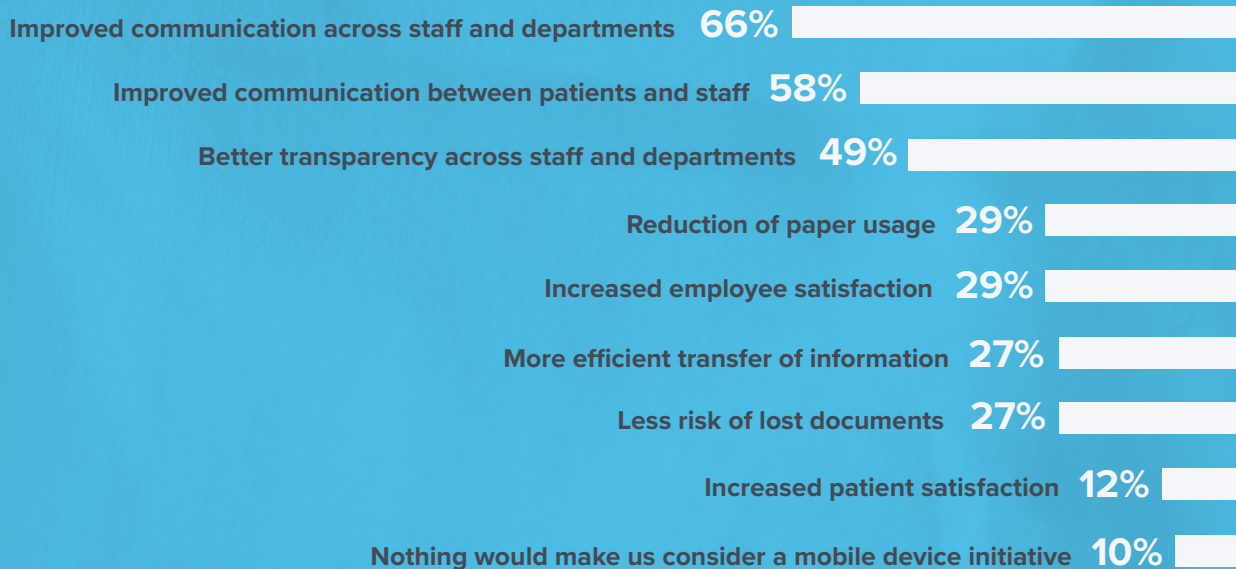 Improved communication across staff and departments 66%
Improved communication between patients and staff 58%
Better transparency across staff and departments 49%
Reduction of paper usage 29%
Increased employee satisfaction 29%
More efficient transfer of information 27%
Less risk of lost documents 27%
Increased patient satisfaction 12%
Nothing would make us consider a mobile device initiative 10%